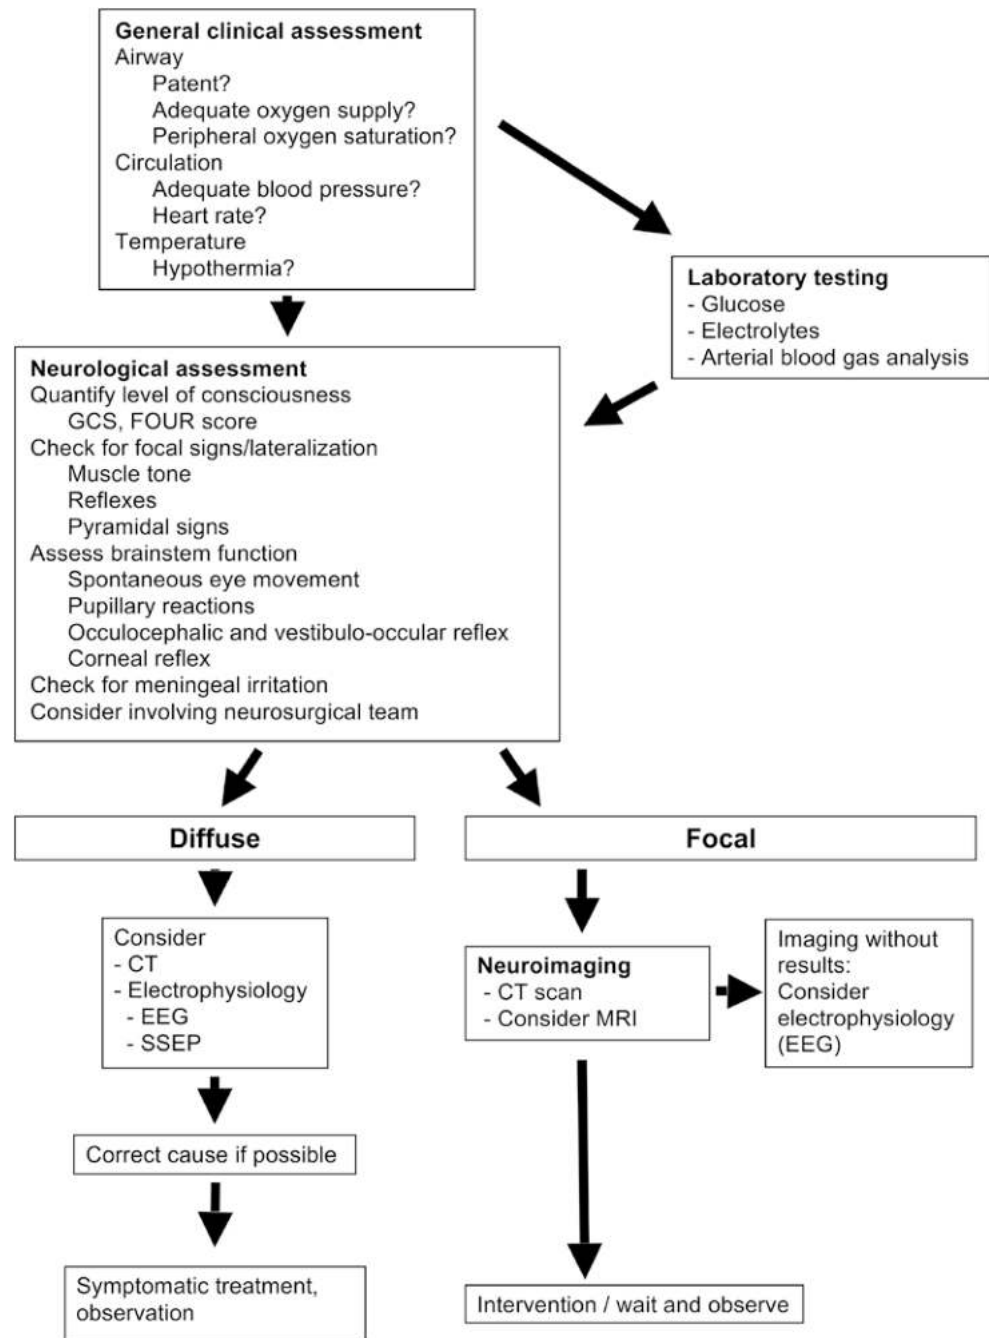 General clinical assessment
Airway
Patent?
Adequate oxygen supply?
Peripheral oxygen saturation?
Circulation
Adequate blood pressure?
Heart rate?
Temperature
Hypothermia?
Laboratory testing
- Glucose
- Electrolytes
- Arterial blood gas analysis
Neurological assessment
Quantify level of consciousness
GCS, FOUR score
Check for focal signs/lateralization
Muscle tone
Reflexes
Pyramidal signs
Assess brainstem function
Spontaneous eye movement
Pupillary reactions
Occulocephalic and vestibulo-occular reflex
Corneal reflex
Check for meningeal irritation
Consider involving neurosurgical team
Diffuse
Focal
Consider
- CT
- Electrophysiology
- EEG
- SSEP
Neuroimaging
- CT scan
- Consider MRI
Imaging without
results:
Consider
electrophysiology
(EEG)
Correct cause if possible
Symptomatic treatment,
observation
Intervention / wait and observe